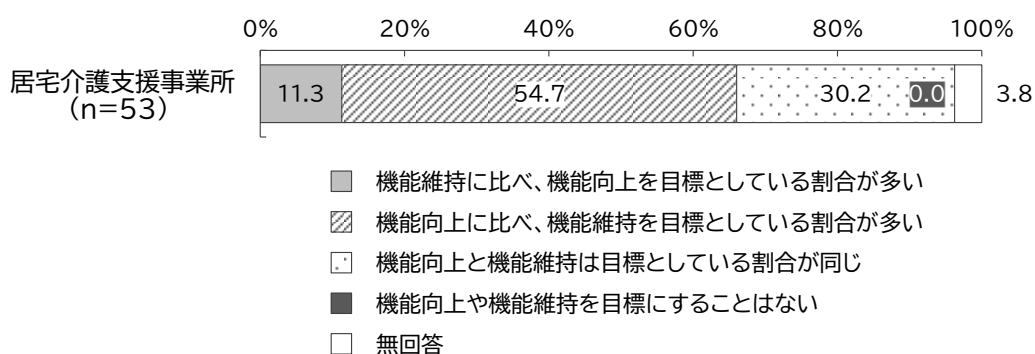 0% 20% 40% 60% 80% 100%
居宅介護支援事業所
(n=53)
11.3 54.7 30.2 0.0 3.8
機能維持に比べ、機能向上を目標としている割合が多い
機能向上に比べ、機能維持を目標としている割合が多い
機能向上と機能維持は目標としている割合が同じ
機能向上や機能維持を目標にすることはない
無回答